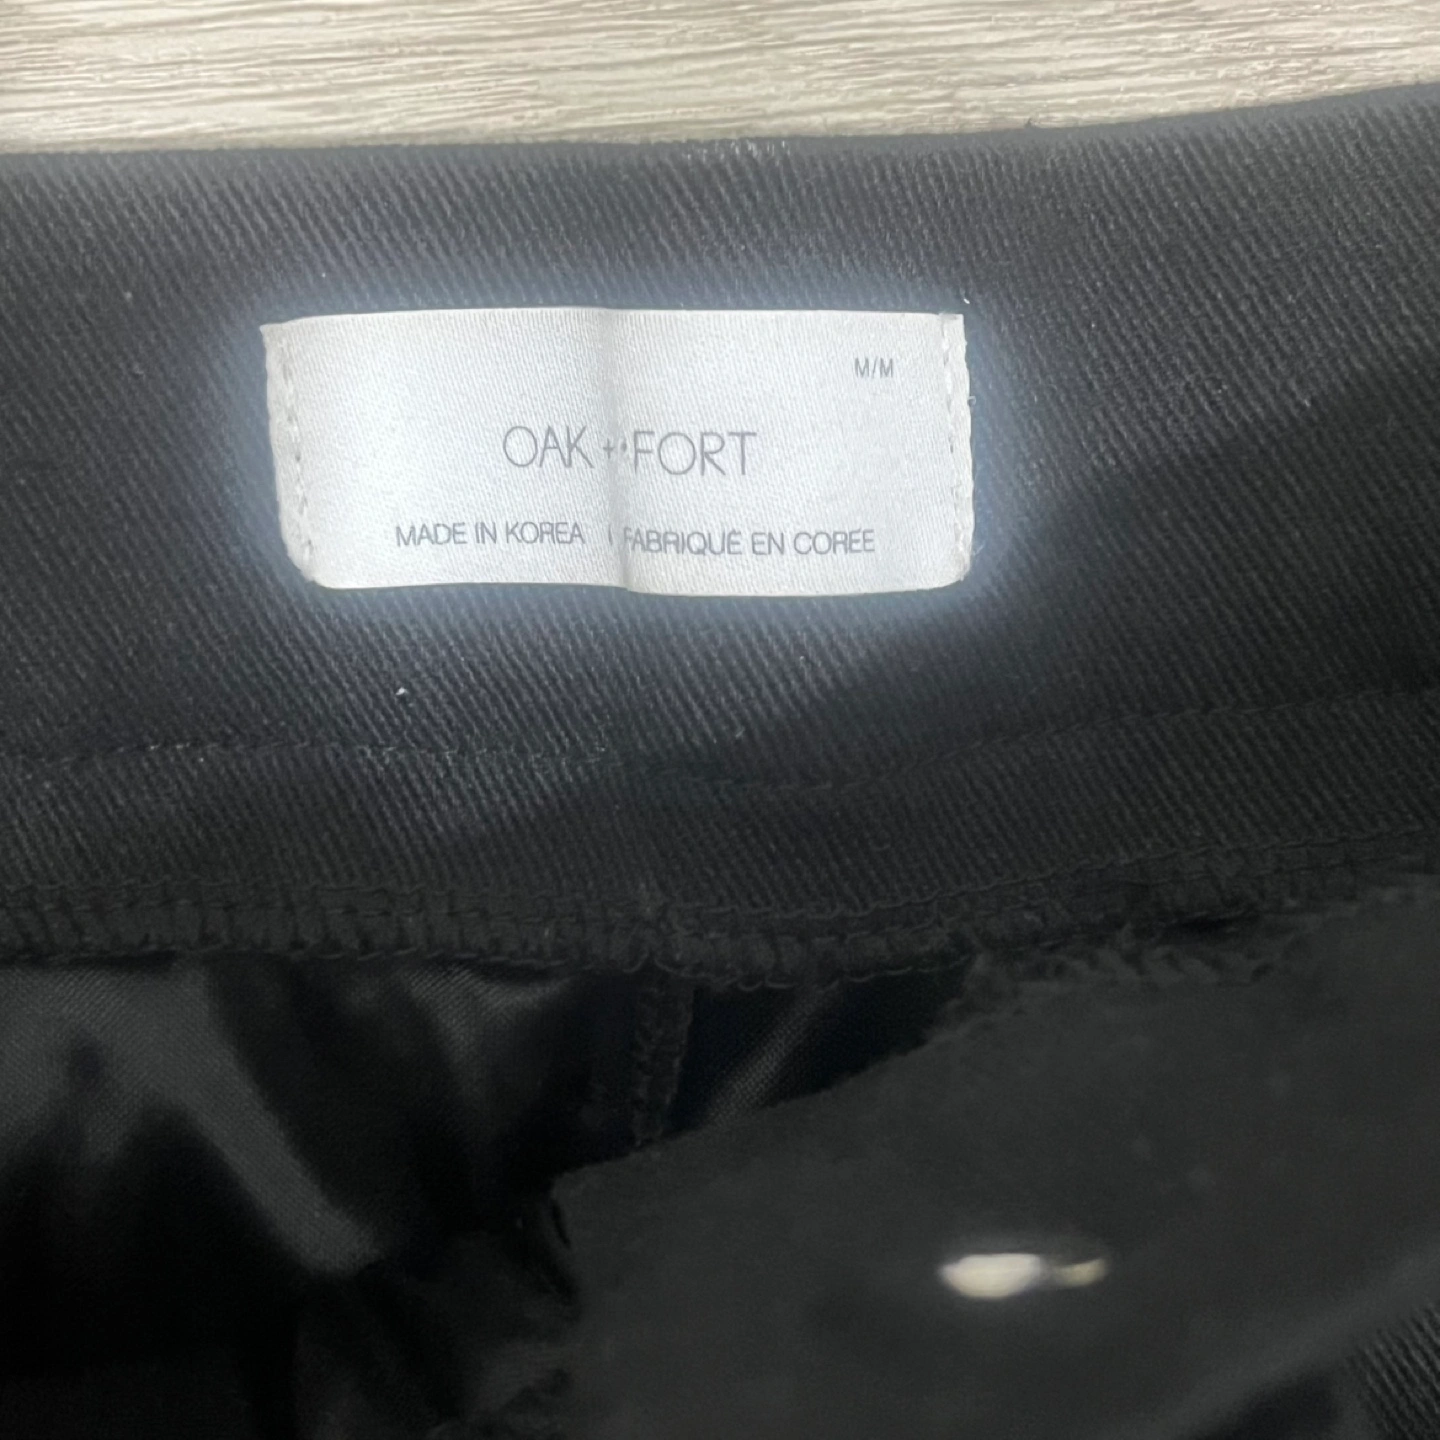 M/M
OAK + FORT
MADE IN KOREA | FABRIQUÉ EN CORÉE